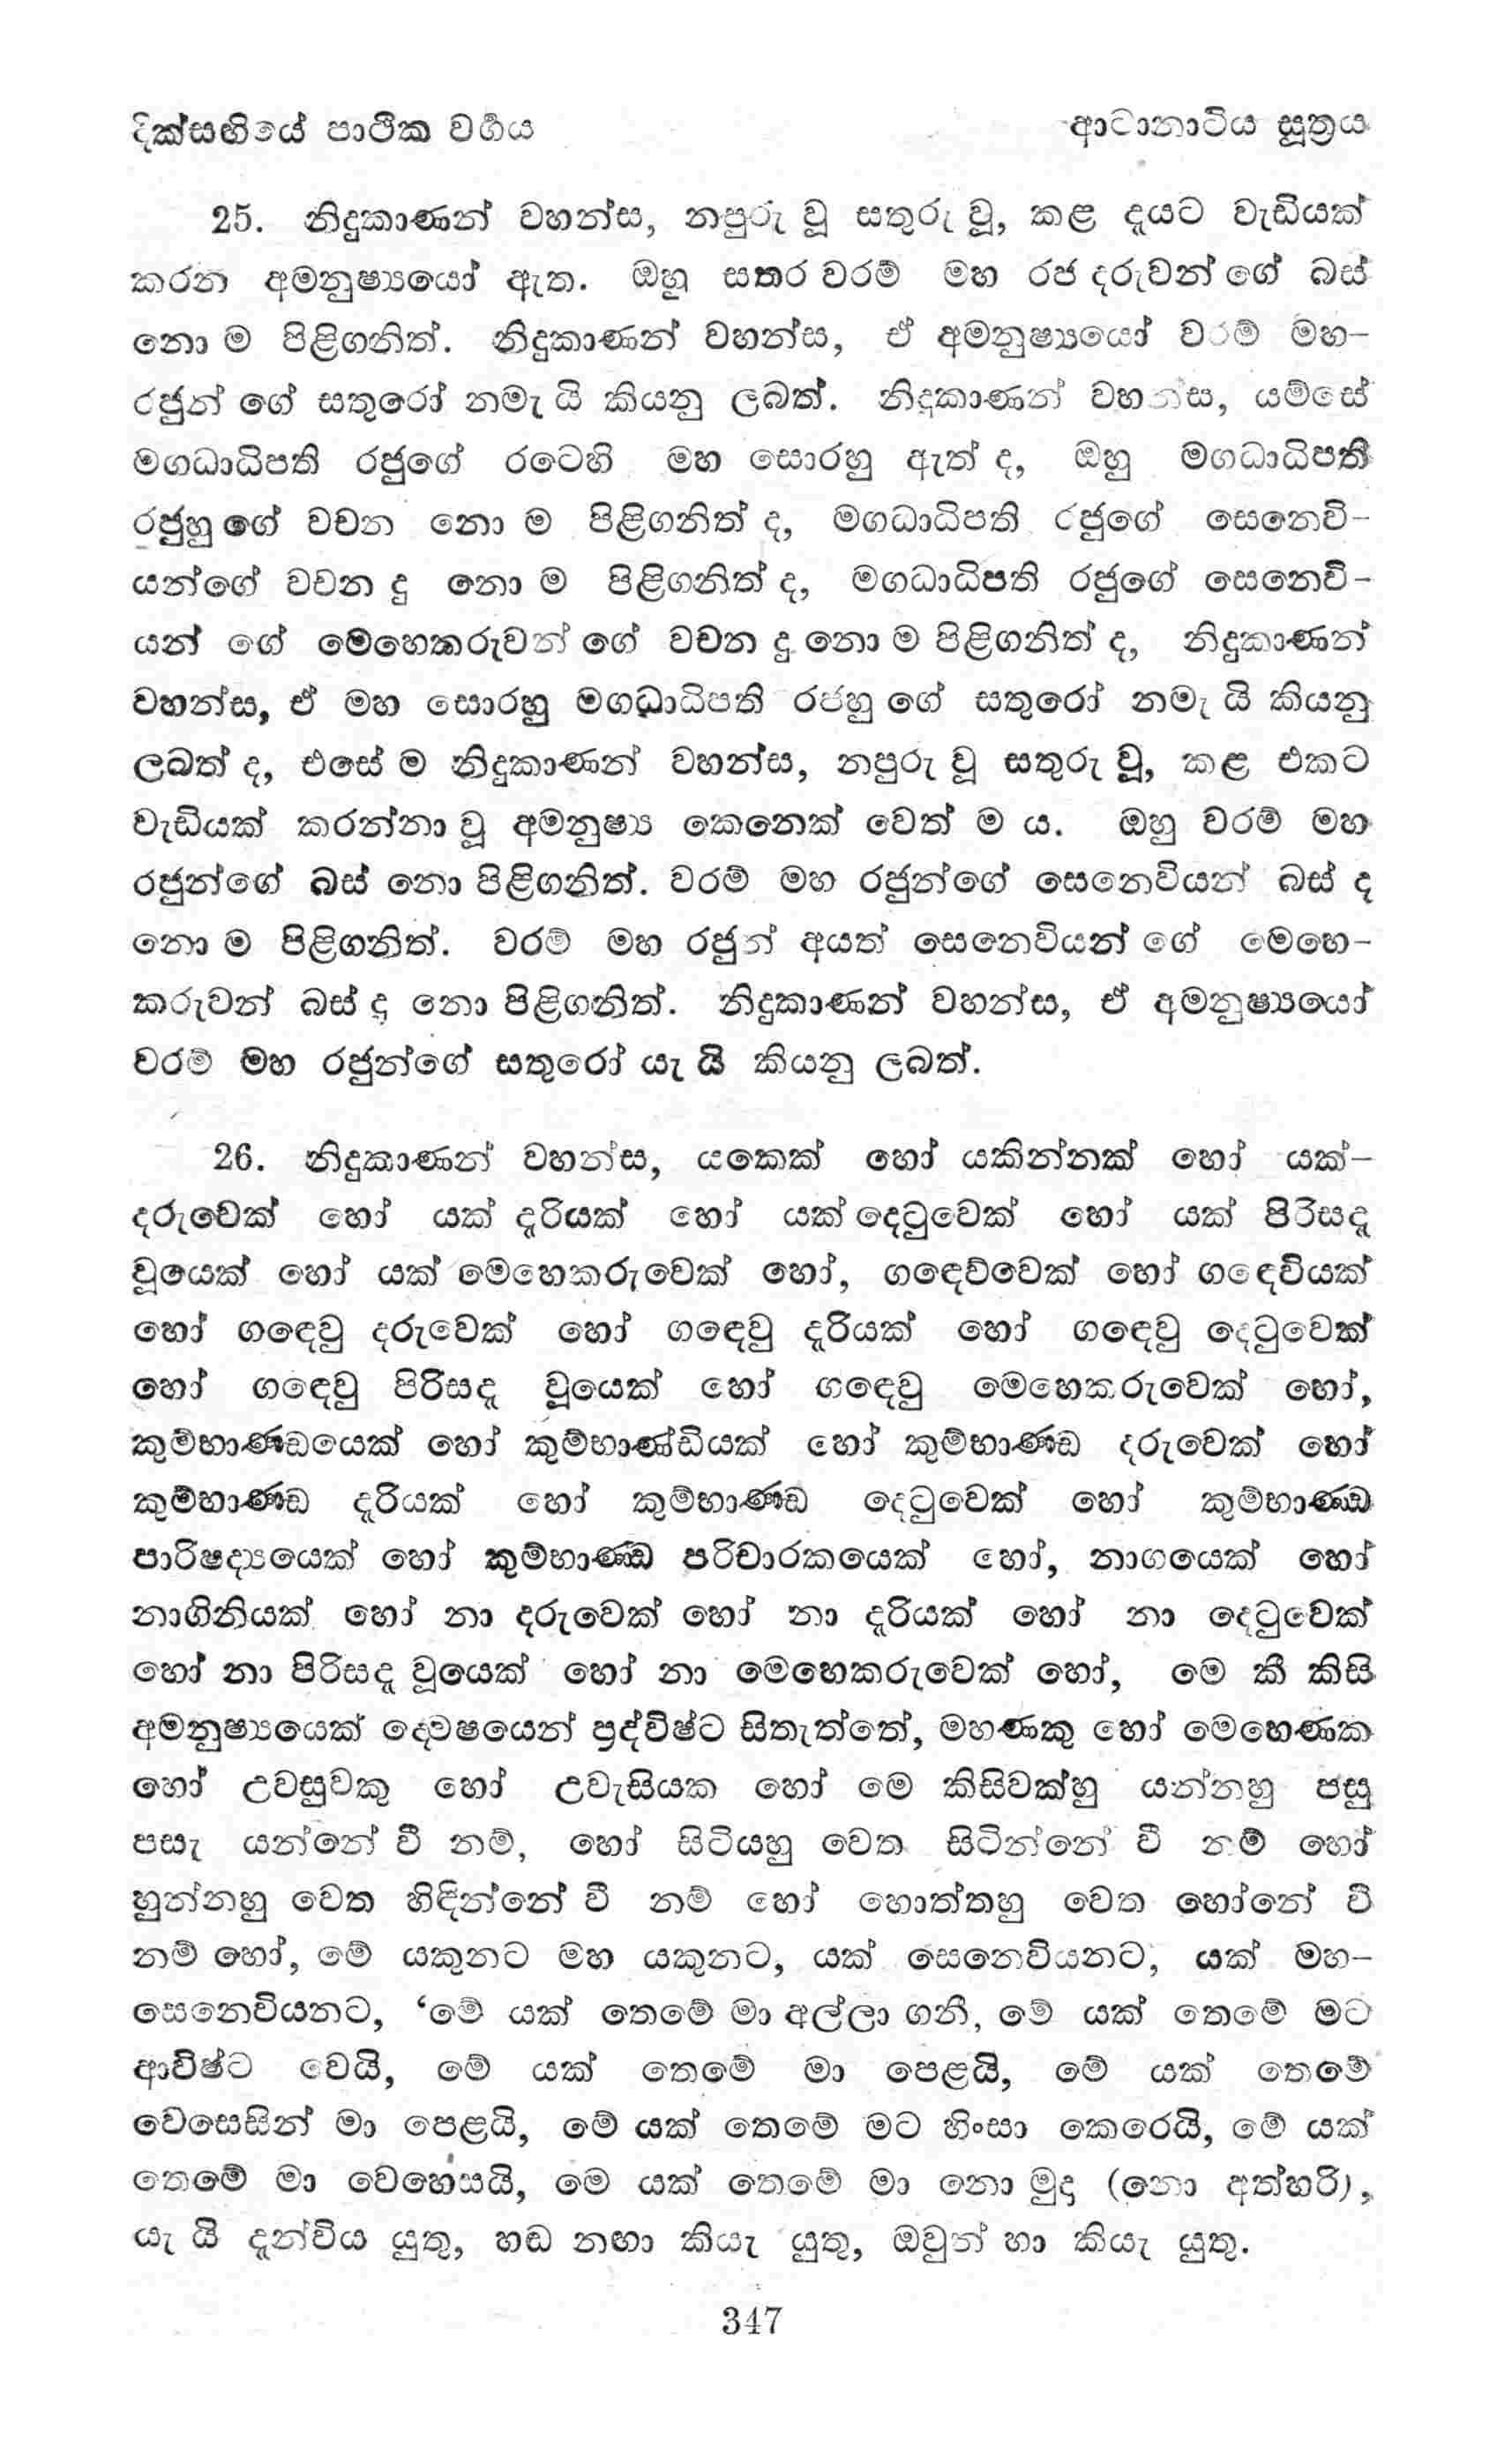 දික්සඟියේ පාථික වර්‍ගය ආටානාටිය සූත්‍රය
25. නිදුකාණන් වහන්ස, නපුරු වූ සතුරු වූ, කළ දැයට වැඩියක්
කරන අමනුෂ්‍යයෝ ඇත. ඔහු සතර වරම් මහ රජ දරුවන් ගේ බස්
නො ම පිළිගනිත්. නිදුකාණන් වහන්ස, ඒ අමනුෂ්‍යයෝ වරම් මහ-
රජුන් ගේ සතුරෝ නමැ යි කියනු ලබත්. නිදුකාණන් වහන්ස, යම්සේ
මගධාධිපති රජුගේ රටෙහි මහ සොරහු ඇත් ද, ඔහු මගධාධිපති
රජුහු ගේ වචන නො ම පිළිගනිත් ද, මගධාධිපති රජුගේ සෙනෙවි-
යන්ගේ වචන දු නො ම පිළිගනිත් ද, මගධාධිපති රජුගේ සෙනෙවි-
යන් ගේ මෙහෙකරුවන් ගේ වචන දු නො ම පිළිගනිත් ද, නිදුකාණන්
වහන්ස, ඒ මහ සොරහු මගධාධිපති රජහු ගේ සතුරෝ නමැ යි කියනු
ලබත් ද, එසේ ම නිදුකාණන් වහන්ස, නපුරු වූ සතුරු වූ, කළ එකට
වැඩියක් කරන්නා වූ අමනුෂ්‍ය කෙනෙක් වෙත් ම ය. ඔහු වරම් මහ
රජුන්ගේ බස් නො පිළිගනිත්. වරම් මහ රජුන්ගේ සෙනෙවියන් බස් ද
නො ම පිළිගනිත්. වරම් මහ රජුන් අයත් සෙනෙවියන් ගේ මෙහෙ-
කරුවන් බස් දු නො පිළිගනිත්. නිදුකාණන් වහන්ස, ඒ අමනුෂ්‍යයෝ
වරම් මහ රජුන්ගේ සතුරෝ යැ යි කියනු ලබත්.
26. නිදුකාණන් වහන්ස, යකෙක් හෝ යකින්නක් හෝ යක්-
දරුවෙක් හෝ යක් දැරියක් හෝ යක් දෙටුවෙක් හෝ යක් පිරිසදැ
වූයෙක් හෝ යක් මෙහෙකරුවෙක් හෝ, ගඳෙව්වෙක් හෝ ගඳෙවියක්
හෝ ගඳෙවු දරුවෙක් හෝ ගඳෙවු දැරියක් හෝ ගඳෙවු දෙටුවෙක්
හෝ ගඳෙවු පිරිසදැ වූයෙක් හෝ ගඳෙවු මෙහෙකරුවෙක් හෝ,
කුම්භාණ්‍ඩයෙක් හෝ කුම්භාණ්ඩියක් හෝ කුම්භාණ්‍ඩ දරුවෙක් හෝ
කුම්භාණ්‍ඩ දැරියක් හෝ කුම්භාණ්‍ඩ දෙටුවෙක් හෝ කුම්භාණ්‍ඩ
පාරිෂද්‍යයෙක් හෝ කුම්භාණ්‍ඩ පරිචාරකයෙක් හෝ, නාගයෙක් හෝ
නාගිනියක් හෝ නා දරුවෙක් හෝ නා දැරියක් හෝ නා දෙටුවෙක්
හෝ නා පිරිසදැ වූයෙක් හෝ නා මෙහෙකරුවෙක් හෝ, මෙ කී කිසි
අමනුෂ්‍යයෙක් ද්‍වෙෂයෙන් ප්‍රද්විෂ්ට සිතැත්තේ, මහණකු හෝ මෙහෙණක
හෝ උවසුවකු හෝ උවැසියක හෝ මෙ කිසිවක්හු යන්නහු පසු
පසැ යන්නේ වී නම්, හෝ සිටියහු වෙත සිටින්නේ වී නම් හෝ
හුන්නහු වෙත හිඳින්නේ වී නම් හෝ හොත්තහු වෙත හෝනේ වී
නම් හෝ, මේ යකුනට මහ යකුනට, යක් සෙනෙවියනට, යක් මහ-
සෙනෙවියනට, ‘මේ යක් තෙමේ මා අල්ලා ගනී, මේ යක් තෙමේ මට
ආවිෂ්ට වෙයි, මේ යක් තෙමේ මා පෙළයි, මේ යක් තෙමේ
වෙසෙසින් මා පෙළයි, මේ යක් තෙමේ මට හිංසා කෙරෙයි, මේ යක්
තෙමේ මා වෙහෙසයි, මෙ යක් තෙමේ මා නො මුදා (නො අත්හරි),
යැ යි දැන්විය යුතු, හඬ නඟා කියැ යුතු, ඔවුන් හා කියැ යුතු.
347